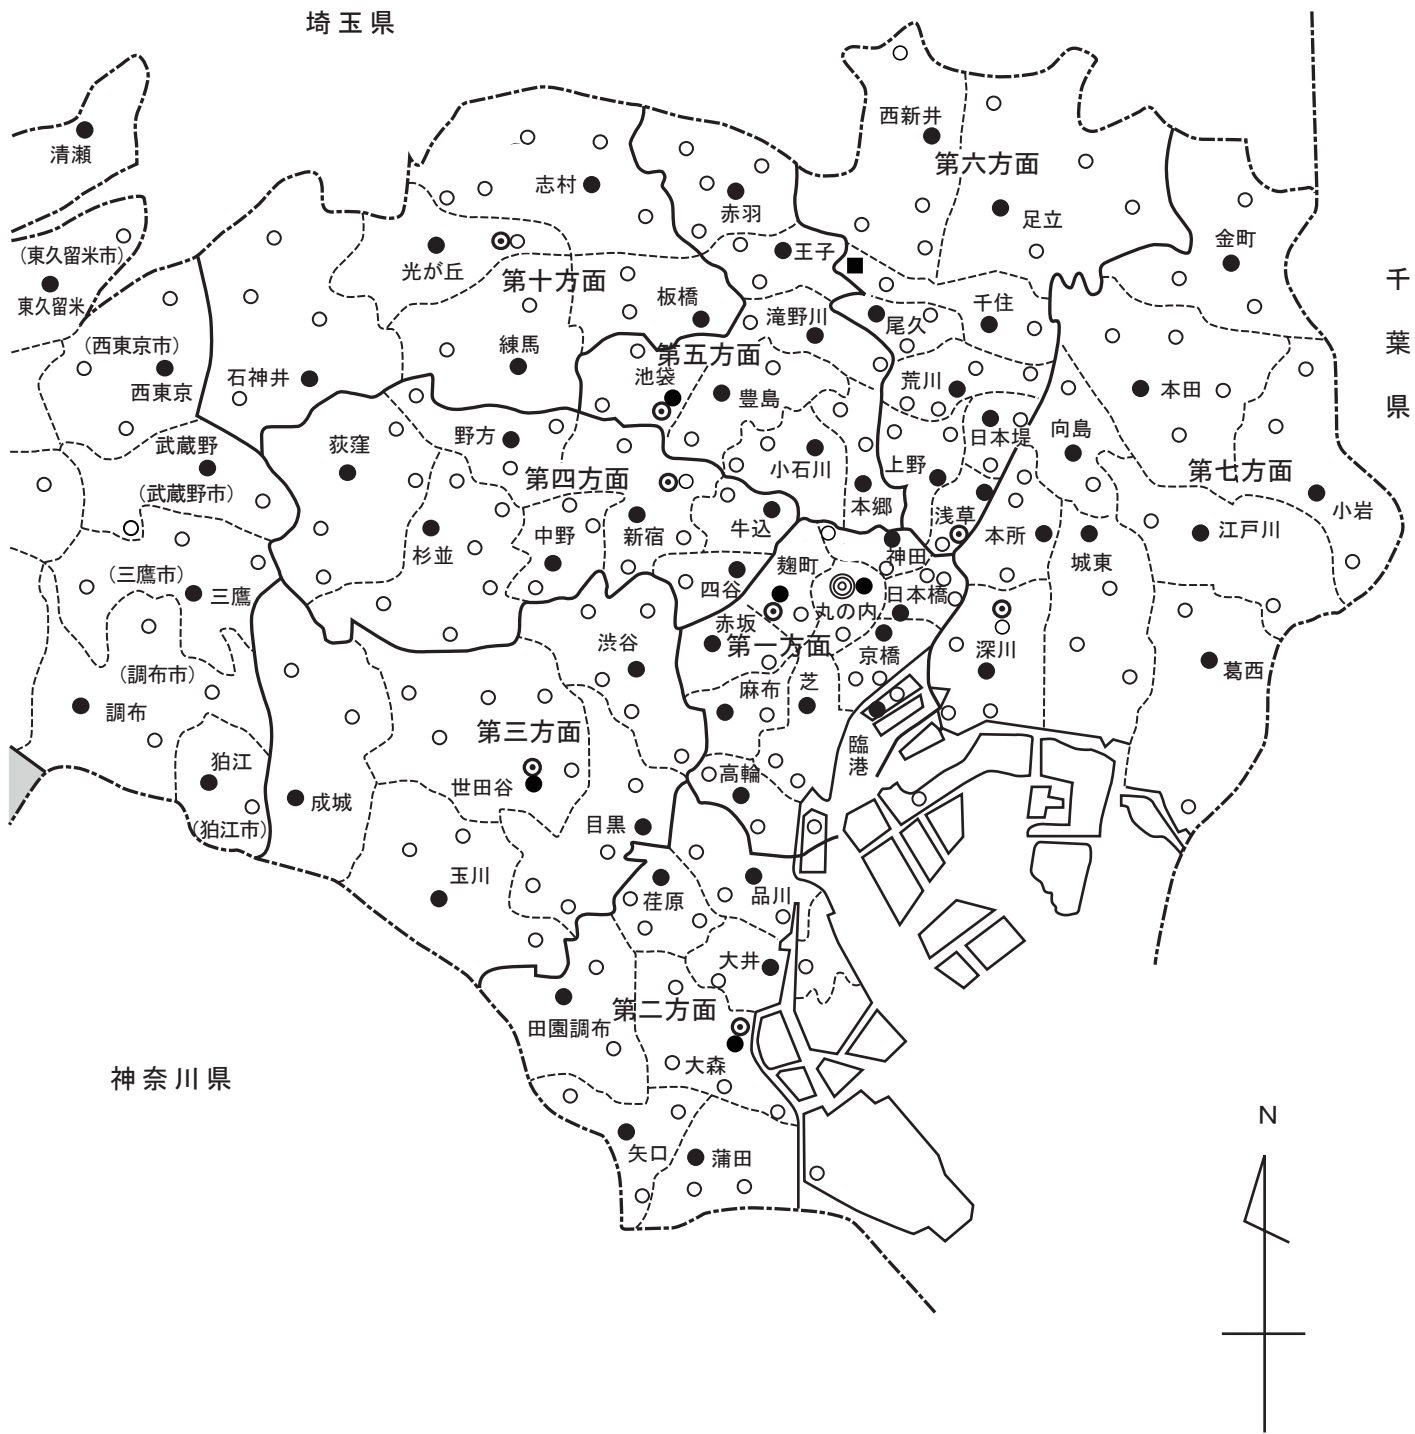 埼玉県
清瀬
西新井
第六方面
志村
赤羽
足立
(東久留米市)
光が丘
王子
金町
東久留米
第十方面
板橋
千葉県
滝野川
尾久
千住
(西東京市)
練馬
第五方面
西東京
石神井
池袋
豊島
荒川
本田
武蔵野
荻窪
野方
日本堤
向島
(武蔵野市)
第四方面
小石川
上野
第七方面
本郷
小岩
杉並
中野
新宿
牛込
浅草
本所
江戸川
(三鷹市)
三鷹
四谷
麹町
神田
城東
丸の内
日本橋
赤坂
第一方面
渋谷
京橋
深川
葛西
(調布市)
調布
麻布
芝
第三方面
臨港
狛江
世田谷
高輪
成城
(狛江市)
目黒
玉川
荏原
品川
大井
第二方面
田園調布
大森
神奈川県
矢口
蒲田
N